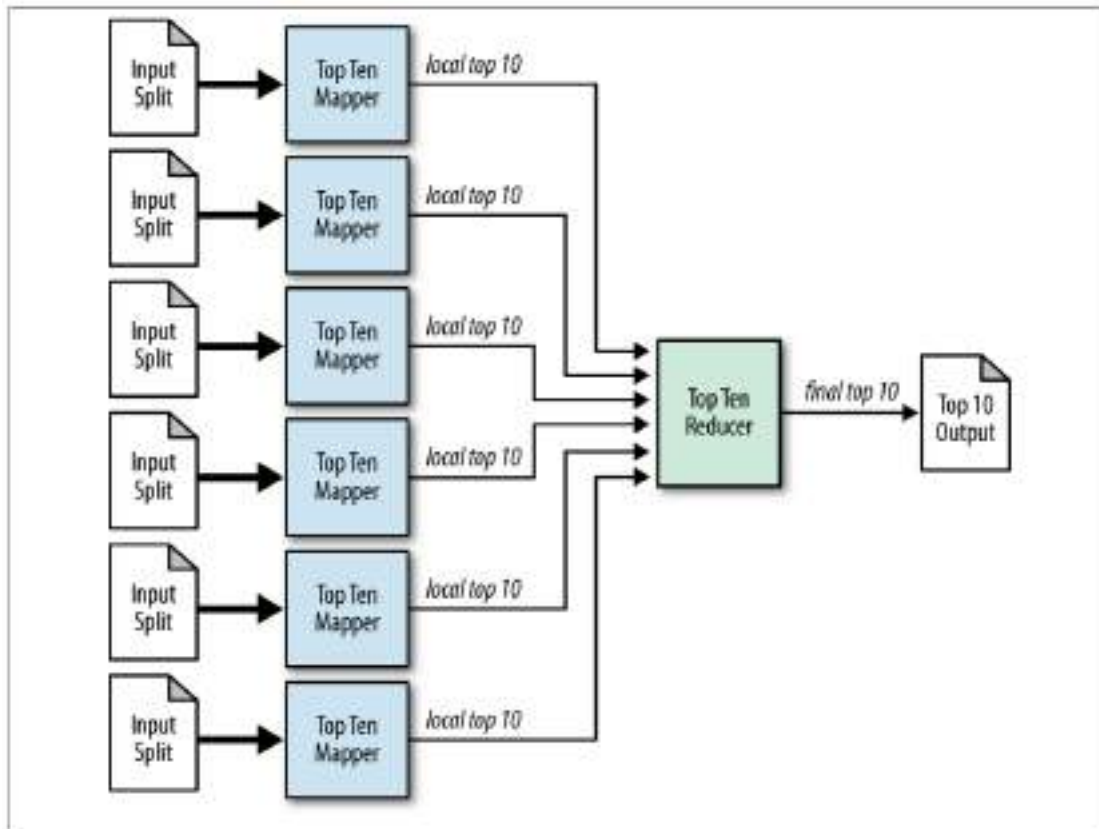 Input
Split
Top Ten
Mapper
local top 10
Input
Split
Top Ten
Mapper
local top 10
Input
Split
Top Ten
Mapper
local top 10
Input
Split
Top Ten
Mapper
local top 10
Input
Split
Top Ten
Mapper
local top 10
Input
Split
Top Ten
Mapper
local top 10
Top Ten
Reducer
final top 10
Top 10
Output